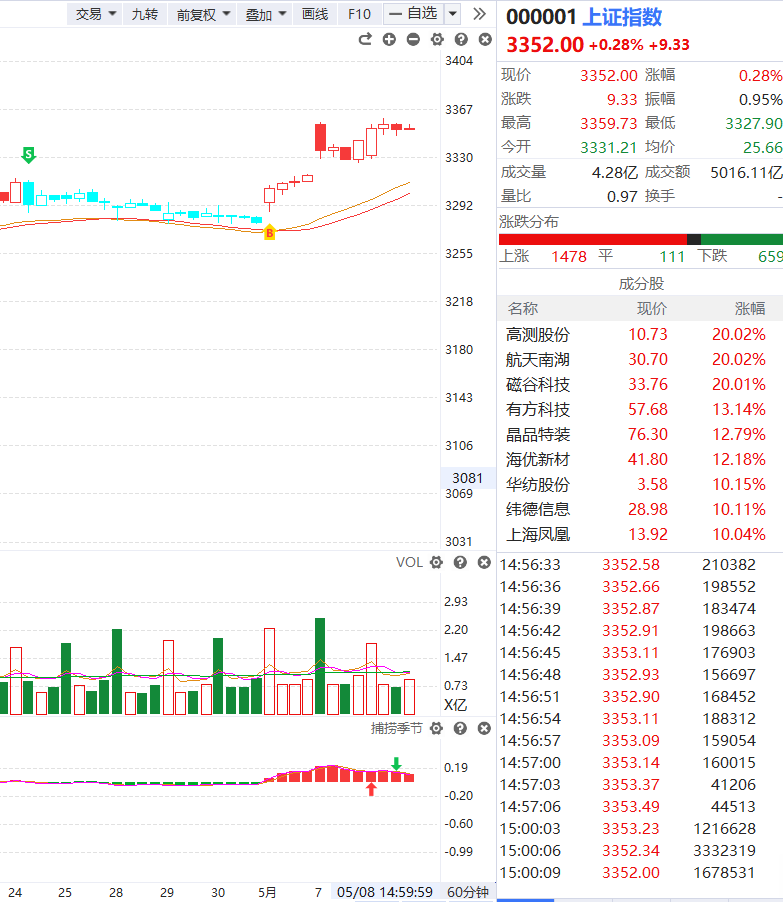 交易 九转 前复权 叠加 画线 F10 自选
000001 上证指数
3352.00 +0.28% +9.33
现价 3352.00 涨幅 0.28%
涨跌 9.33 振幅 0.95%
最高 3359.73 最低 3327.90
今开 3331.21 均价 25.66
成交量 4.28亿 成交额 5016.11亿
量比 0.97 换手 -
涨跌分布
上涨 1478 平 111 下跌 659
成分股
名称 现价 涨幅
高测股份 10.73 20.02%
航天南湖 30.70 20.02%
磁谷科技 33.76 20.01%
有方科技 57.68 13.14%
晶品特装 76.30 12.79%
海优新材 41.80 12.18%
华纺股份 3.58 10.15%
纬德信息 28.98 10.11%
上海凤凰 13.92 10.04%
14:56:33 3352.58 210382
14:56:36 3352.66 198552
14:56:39 3352.87 183474
14:56:42 3352.91 198663
14:56:45 3353.11 176903
14:56:48 3352.93 156697
14:56:51 3352.90 168452
14:56:54 3353.11 188312
14:56:57 3353.09 159054
14:57:00 3353.14 160015
14:57:03 3353.37 41206
14:57:06 3353.49 44513
15:00:03 3353.23 1216628
15:00:06 3352.34 3332319
15:00:09 3352.00 1678531
3404
3367
3330
3292
3255
3218
3180
3143
3106
3081
3069
3031
S
B
VOL
2.93
2.20
1.47
0.73
X亿
捕捞季节
0.19
-0.20
-0.60
-0.99
24 25 28 29 30 5月 7 05/08 14:59:59 60分钟